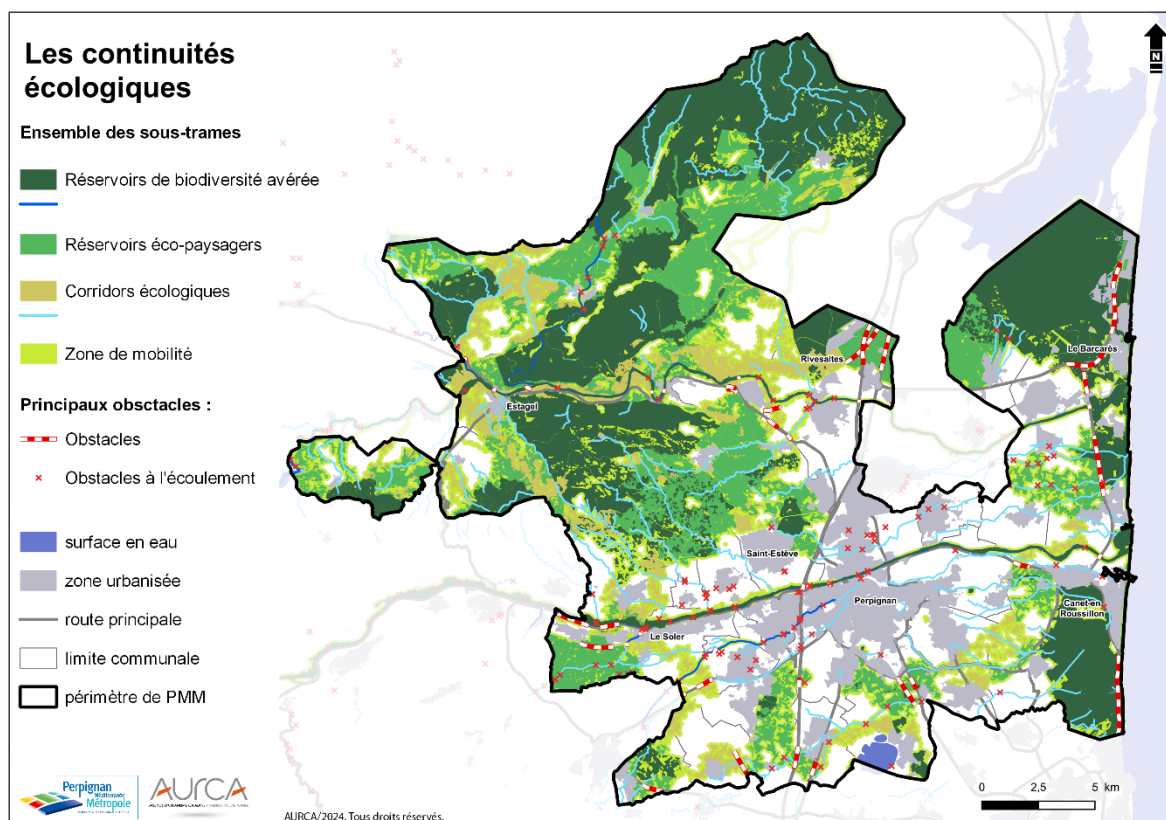 Les continuités
écologiques
Ensemble des sous-trames
Réservoirs de biodiversité avérée
Réservoirs éco-paysagers
Corridors écologiques
Zone de mobilité
Principaux obsctacles :
Obstacles
Obstacles à l'écoulement
surface en eau
zone urbanisée
route principale
limite communale
périmètre de PMM
Perpignan
Méditerranée
Métropole
AURCA
AURCA/2024. Tous droits réservés.
N
Le Barcarès
Rivesaltes
Estagel
Saint-Estève
Perpignan
Canet-en
Roussillon
Le Soler
0 2,5 5 km